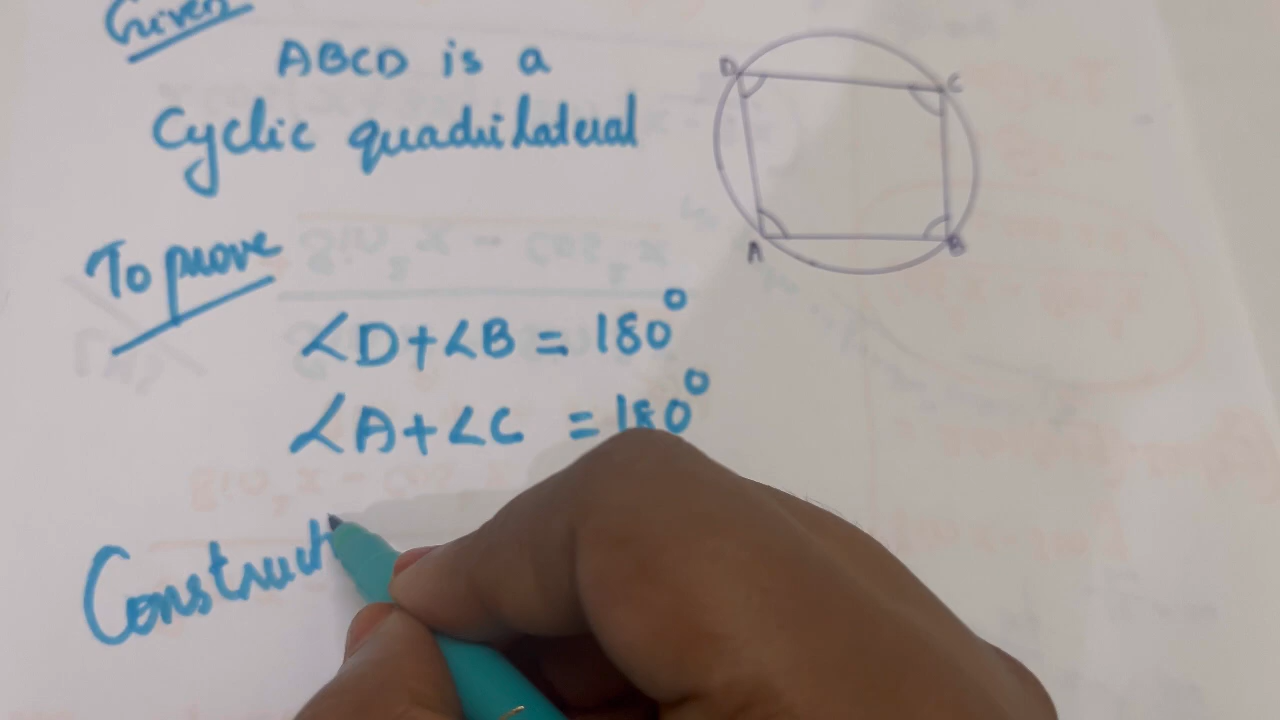 Given
ABCD is a
Cyclic quadrilateral
To prove
∠D+∠B = 180°
∠A+∠C = 180°
Construct
D
C
A
B